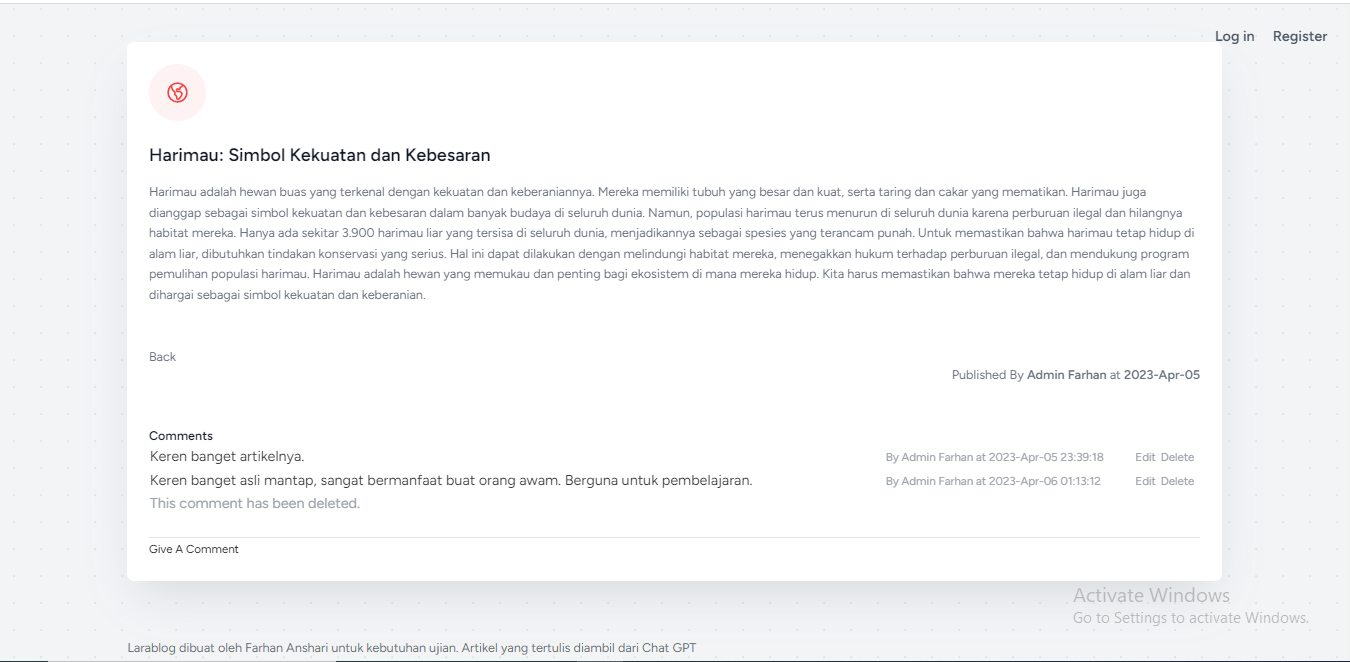 Log in Register
Harimau: Simbol Kekuatan dan Kebesaran
Harimau adalah hewan buas yang terkenal dengan kekuatan dan keberaniannya. Mereka memiliki tubuh yang besar dan kuat, serta taring dan cakar yang mematikan. Harimau juga
dianggap sebagai simbol kekuatan dan kebesaran dalam banyak budaya di seluruh dunia. Namun, populasi harimau terus menurun di seluruh dunia karena perburuan ilegal dan hilangnya
habitat mereka. Hanya ada sekitar 3.900 harimau liar yang tersisa di seluruh dunia, menjadikannya sebagai spesies yang terancam punah. Untuk memastikan bahwa harimau tetap hidup di
alam liar, dibutuhkan tindakan konservasi yang serius. Hal ini dapat dilakukan dengan melindungi habitat mereka, menegakkan hukum terhadap perburuan ilegal, dan mendukung program
pemulihan populasi harimau. Harimau adalah hewan yang memukau dan penting bagi ekosistem di mana mereka hidup. Kita harus memastikan bahwa mereka tetap hidup di alam liar dan
dihargai sebagai simbol kekuatan dan keberanian.
Back
Published By Admin Farhan at 2023-Apr-05
Comments
Keren banget artikelnya. By Admin Farhan at 2023-Apr-05 23:39:18 Edit Delete
Keren banget asli mantap, sangat bermanfaat buat orang awam. Berguna untuk pembelajaran. By Admin Farhan at 2023-Apr-06 01:13:12 Edit Delete
This comment has been deleted.
Give A Comment
Activate Windows
Go to Settings to activate Windows.
Larablog dibuat oleh Farhan Anshari untuk kebutuhan ujian. Artikel yang tertulis diambil dari Chat GPT